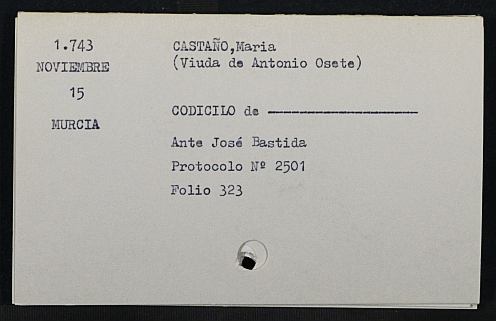 1.743
NOVIEMBRE
15
MURCIA
CASTAÑO,Maria
(Viuda de Antonio Osete)
CODICILO de ---------------------
Ante José Bastida
Protocolo Nº 2501
Folio 323